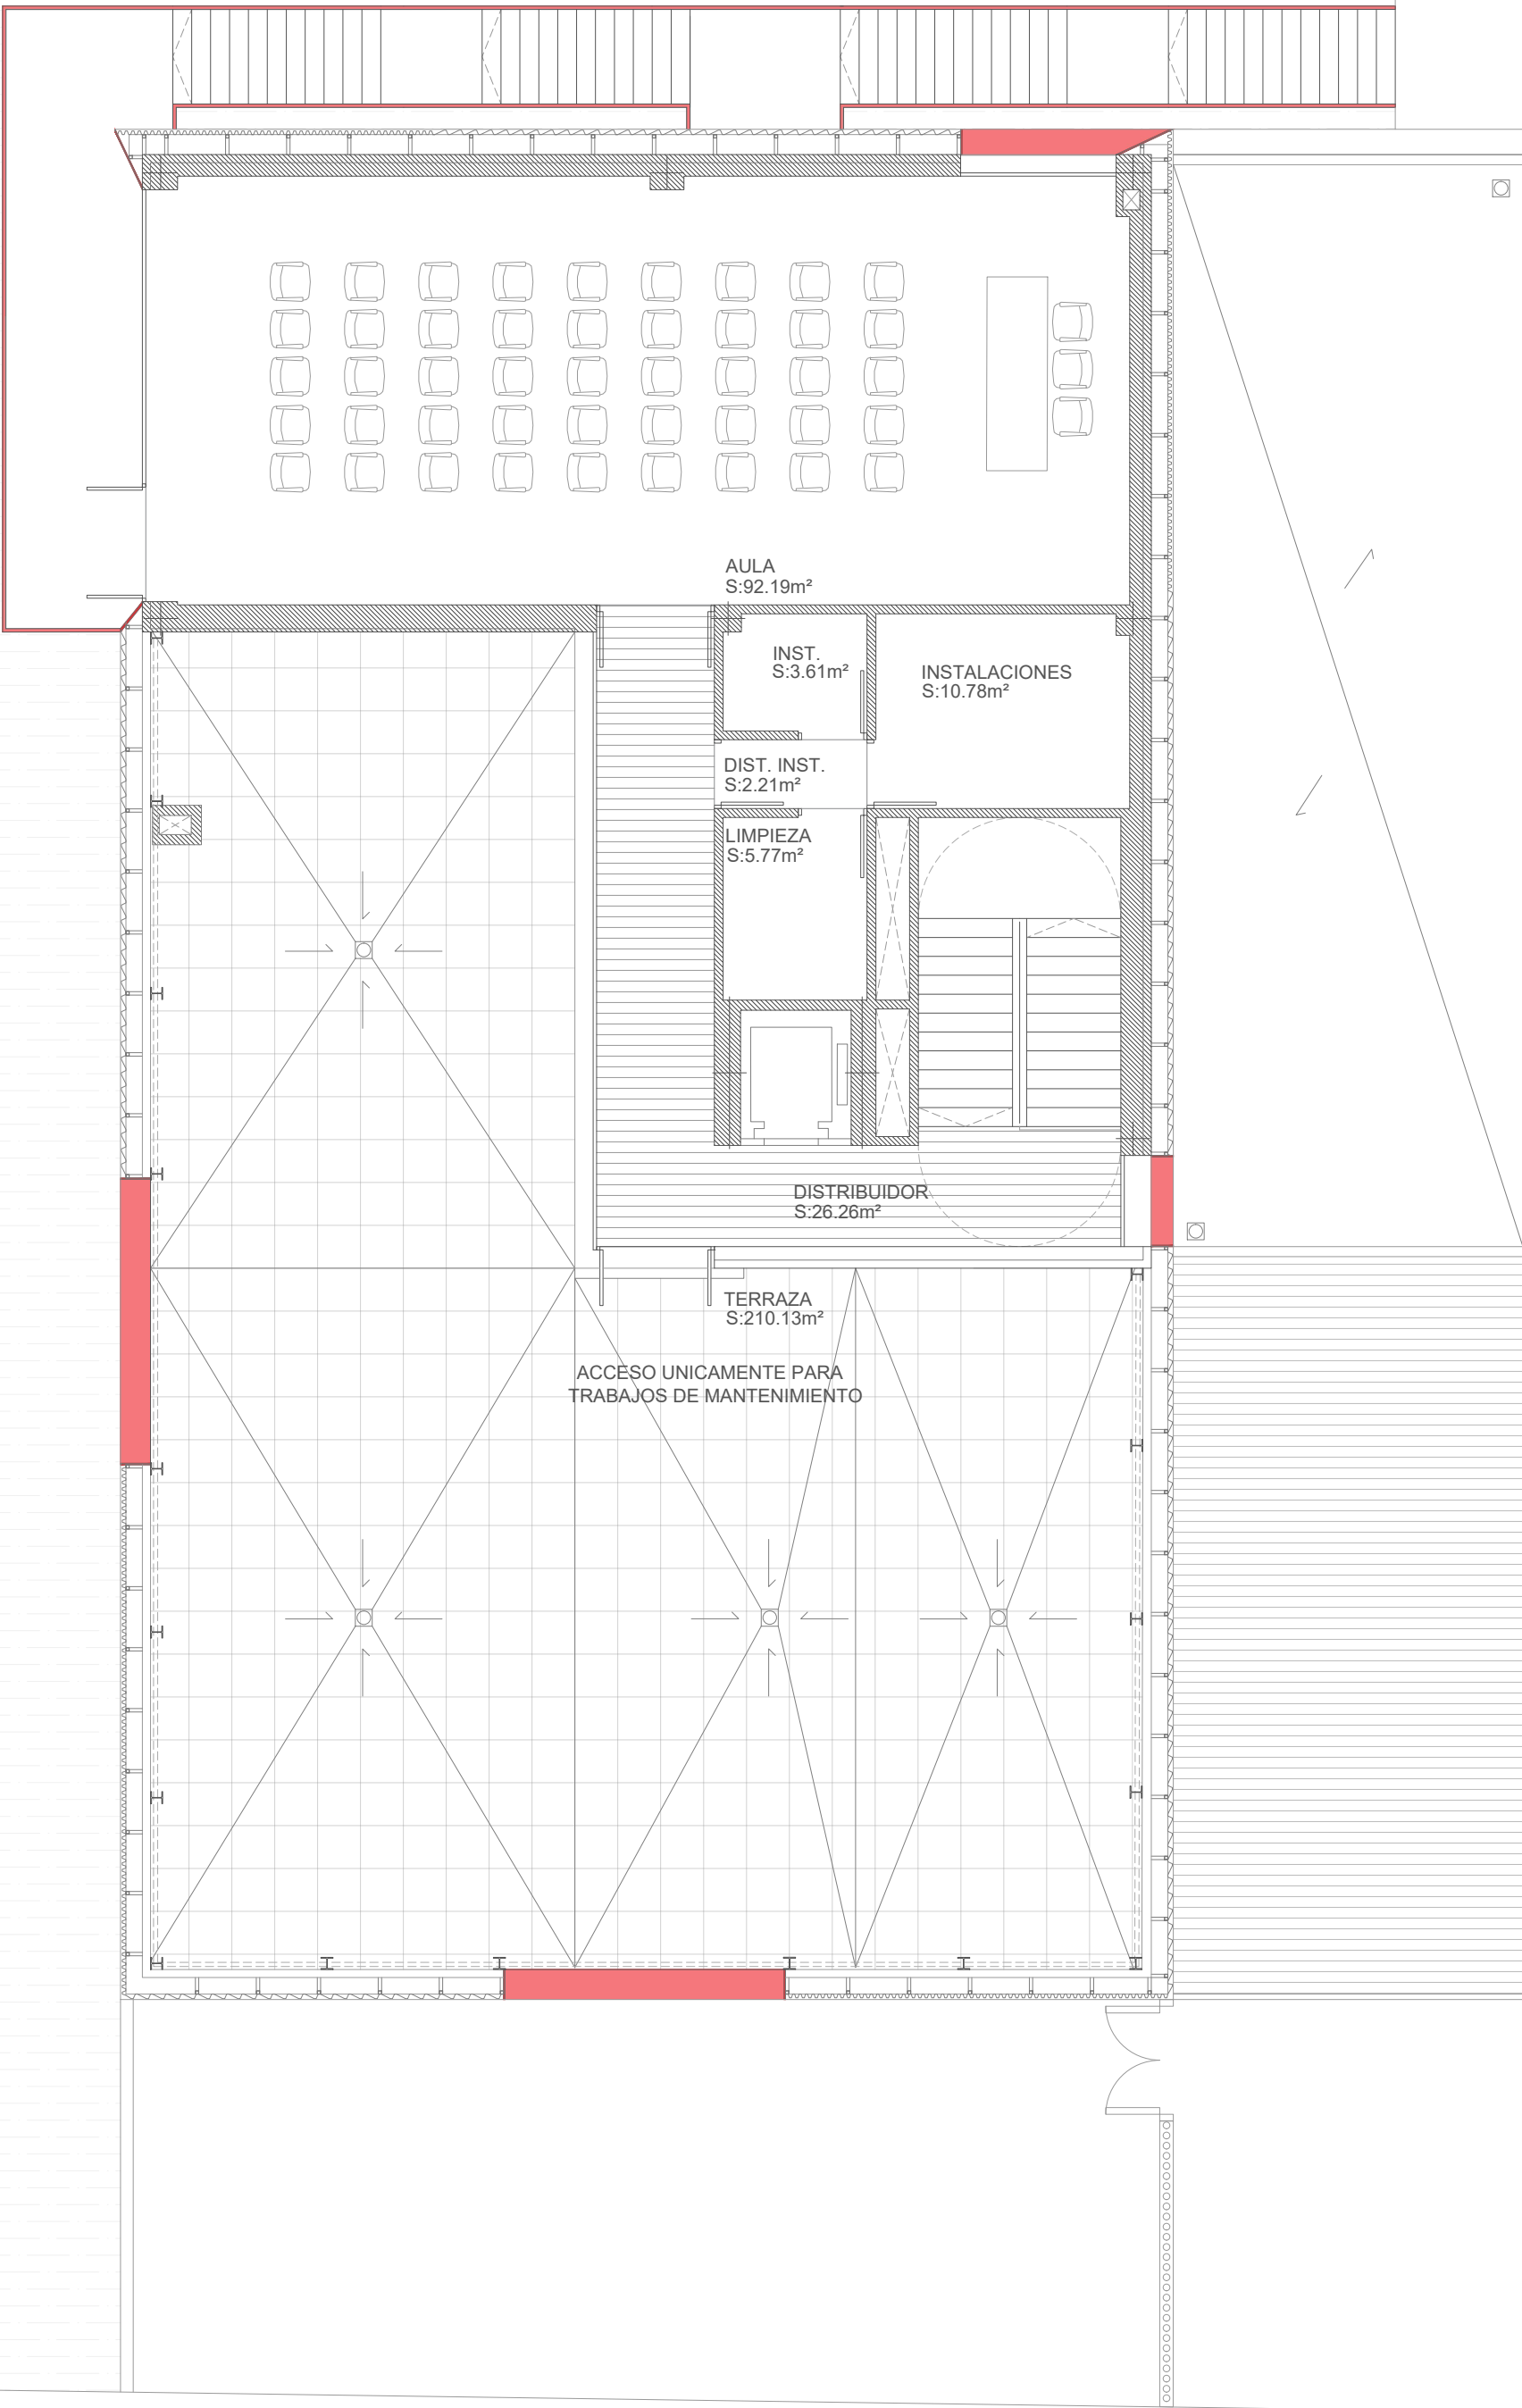 AULA
S:92.19m²
INST.
S:3.61m²
INSTALACIONES
S:10.78m²
DIST. INST.
S:2.21m²
LIMPIEZA
S:5.77m²
DISTRIBUIDOR
S:26.26m²
TERRAZA
S:210.13m²
ACCESO UNICAMENTE PARA
TRABAJOS DE MANTENIMIENTO